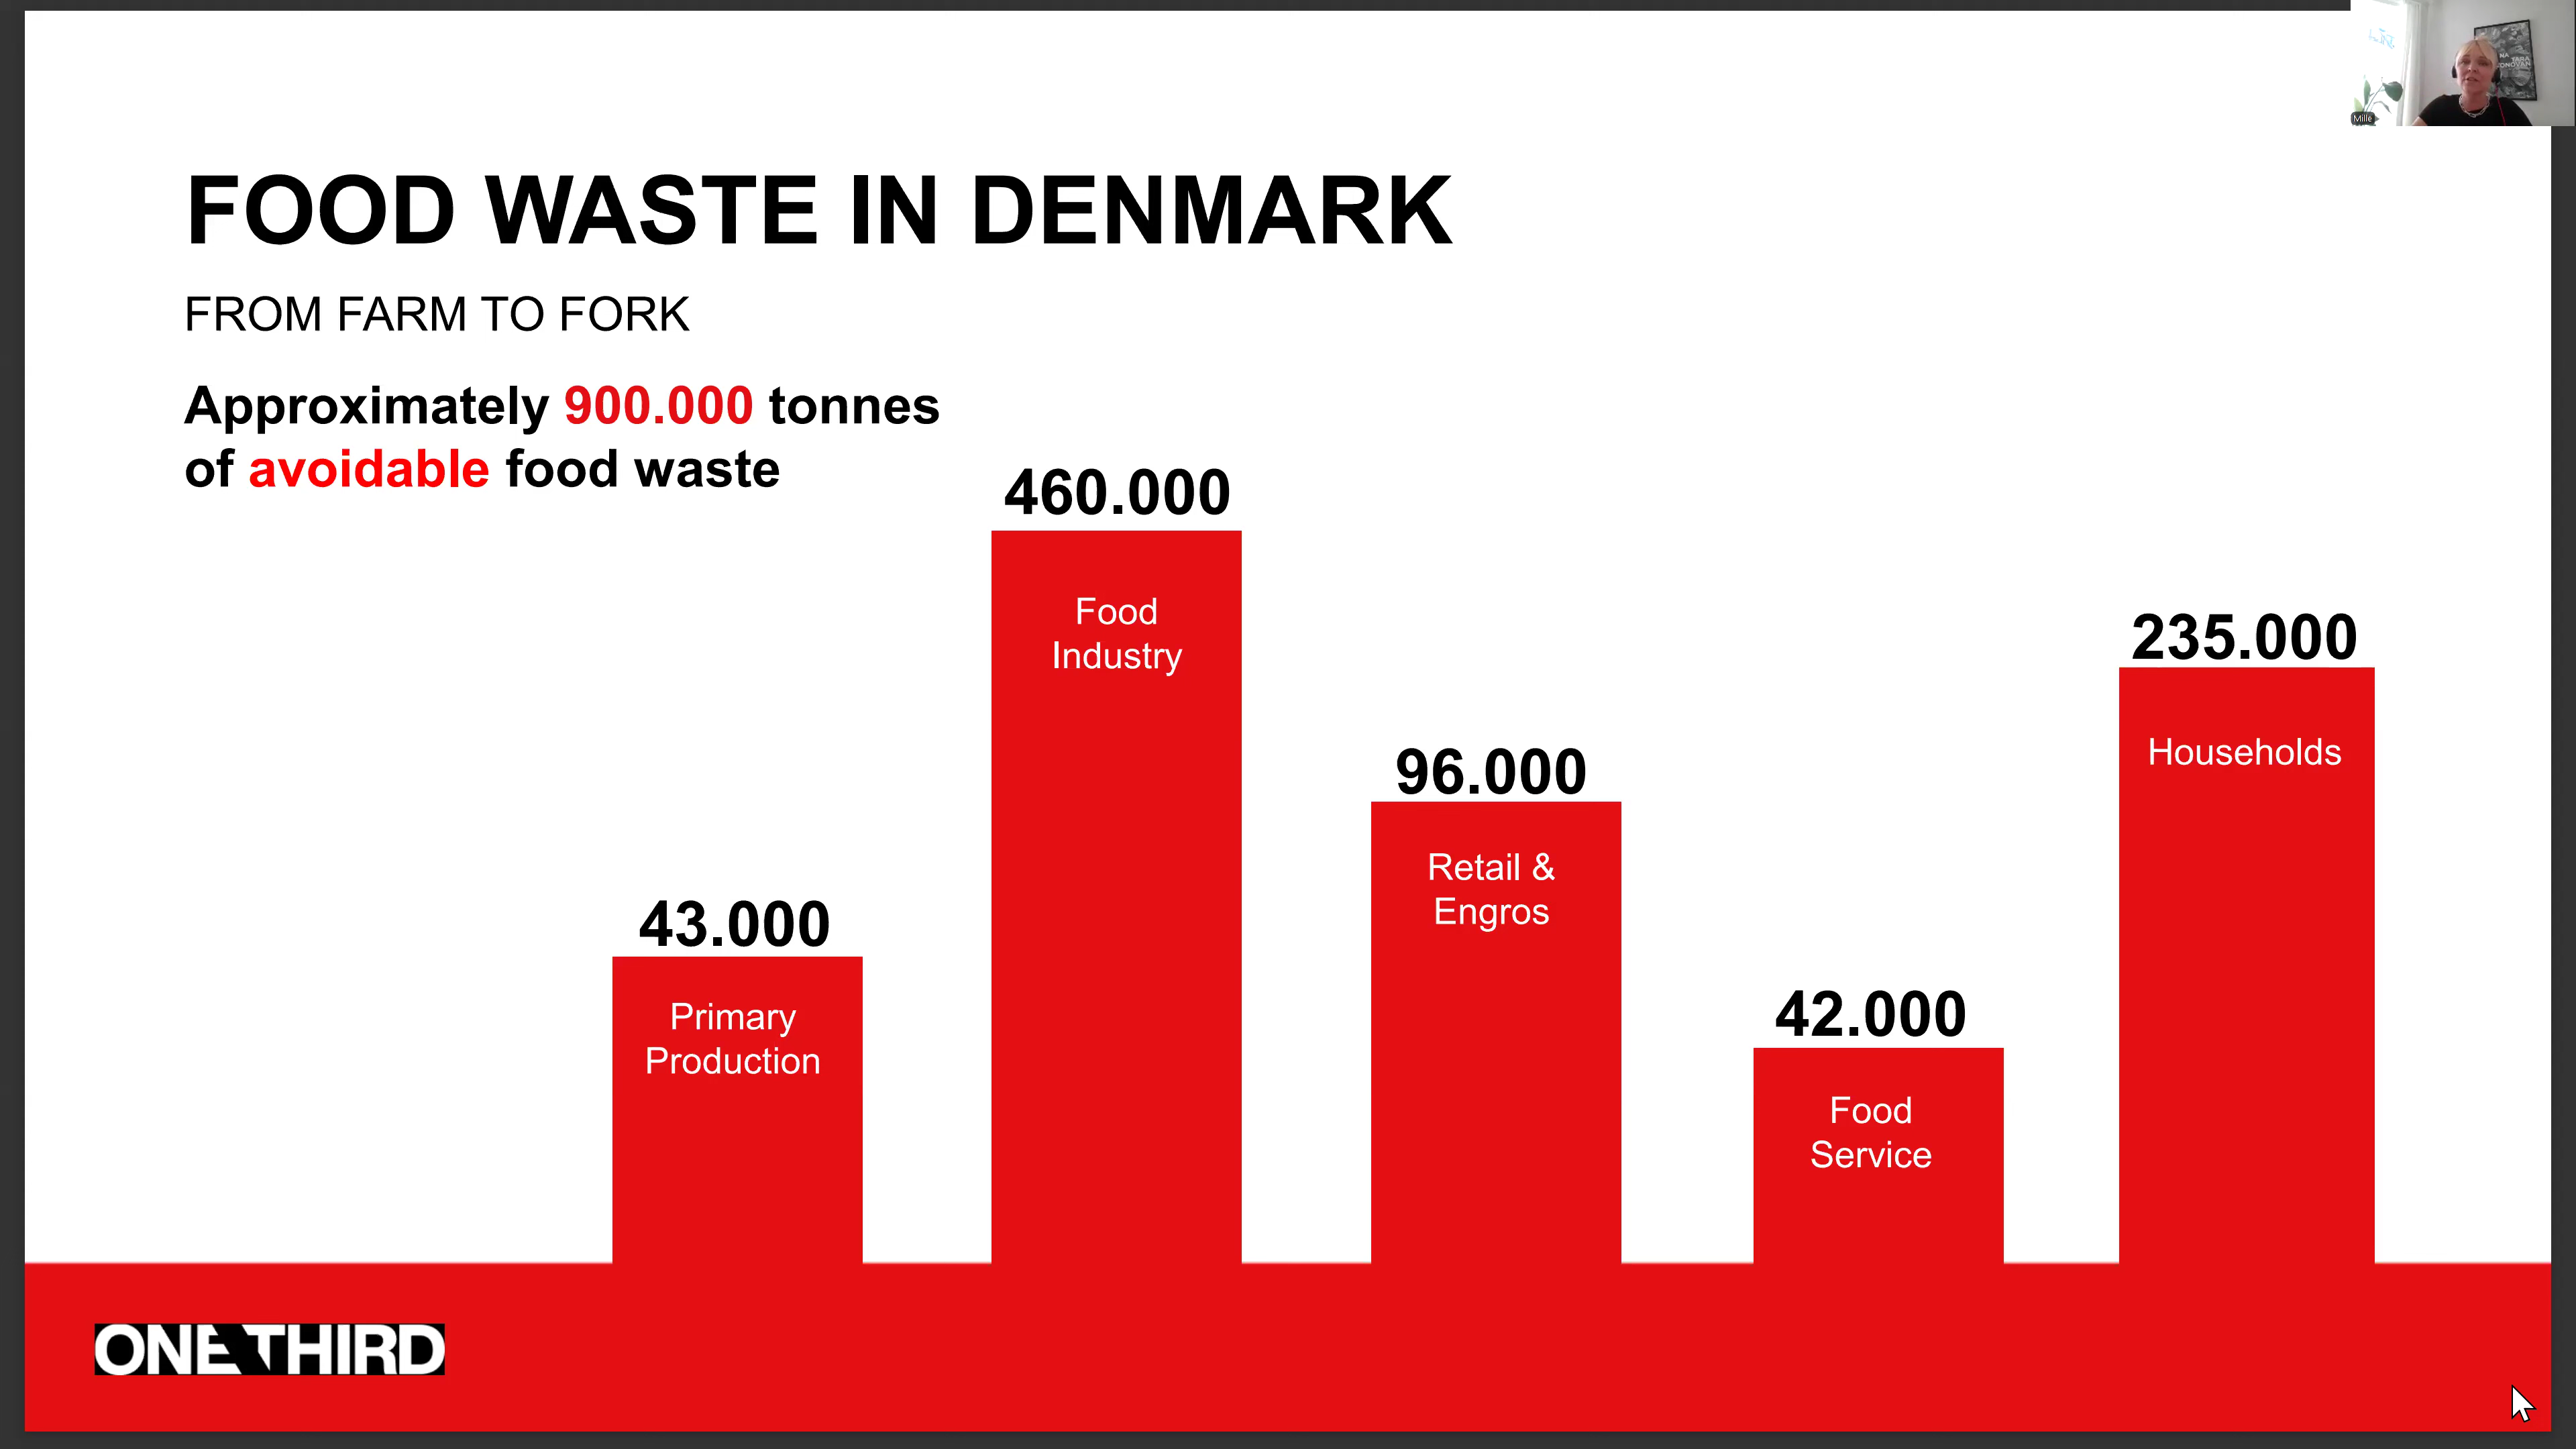 FOOD WASTE IN DENMARK
FROM FARM TO FORK
Approximately 900.000 tonnes
of avoidable food waste
43.000
Primary
Production
460.000
Food
Industry
96.000
Retail &
Engros
42.000
Food
Service
235.000
Households
ONE THIRD
Mille